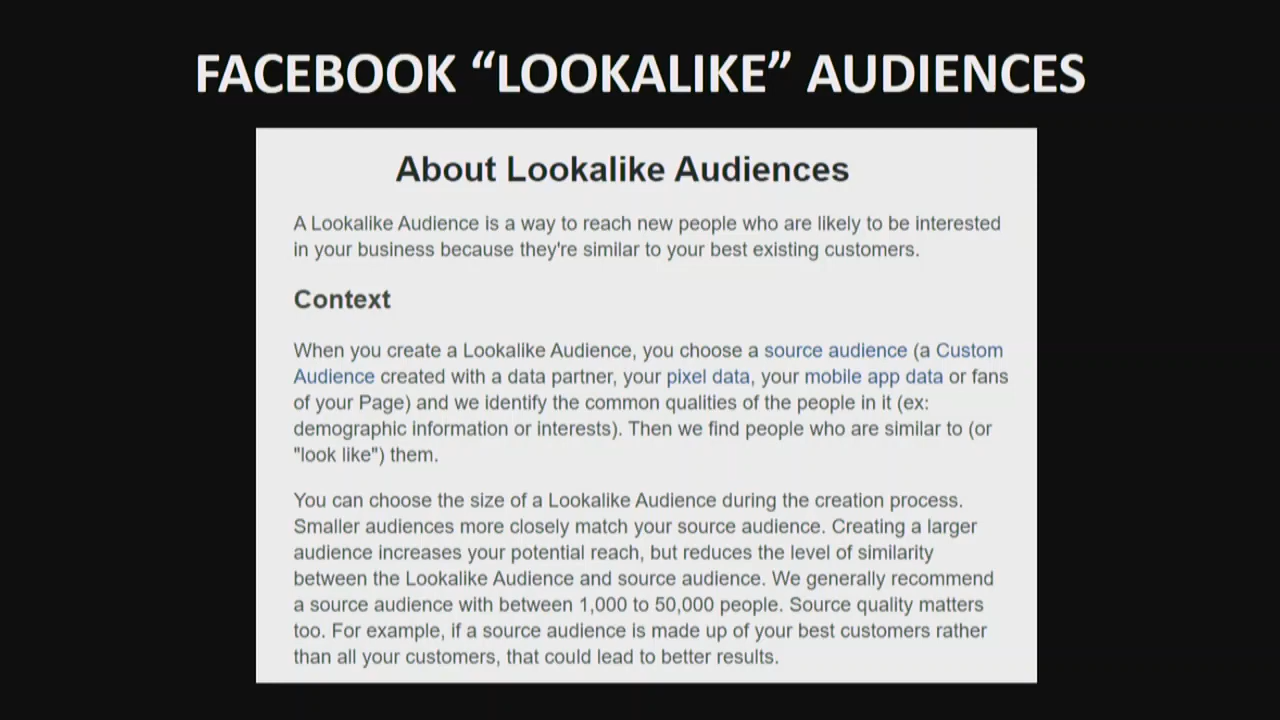 FACEBOOK “LOOKALIKE” AUDIENCES
About Lookalike Audiences
A Lookalike Audience is a way to reach new people who are likely to be interested
in your business because they're similar to your best existing customers.
Context
When you create a Lookalike Audience, you choose a source audience (a Custom
Audience created with a data partner, your pixel data, your mobile app data or fans
of your Page) and we identify the common qualities of the people in it (ex:
demographic information or interests). Then we find people who are similar to (or
"look like") them.
You can choose the size of a Lookalike Audience during the creation process.
Smaller audiences more closely match your source audience. Creating a larger
audience increases your potential reach, but reduces the level of similarity
between the Lookalike Audience and source audience. We generally recommend
a source audience with between 1,000 to 50,000 people. Source quality matters
too. For example, if a source audience is made up of your best customers rather
than all your customers, that could lead to better results.